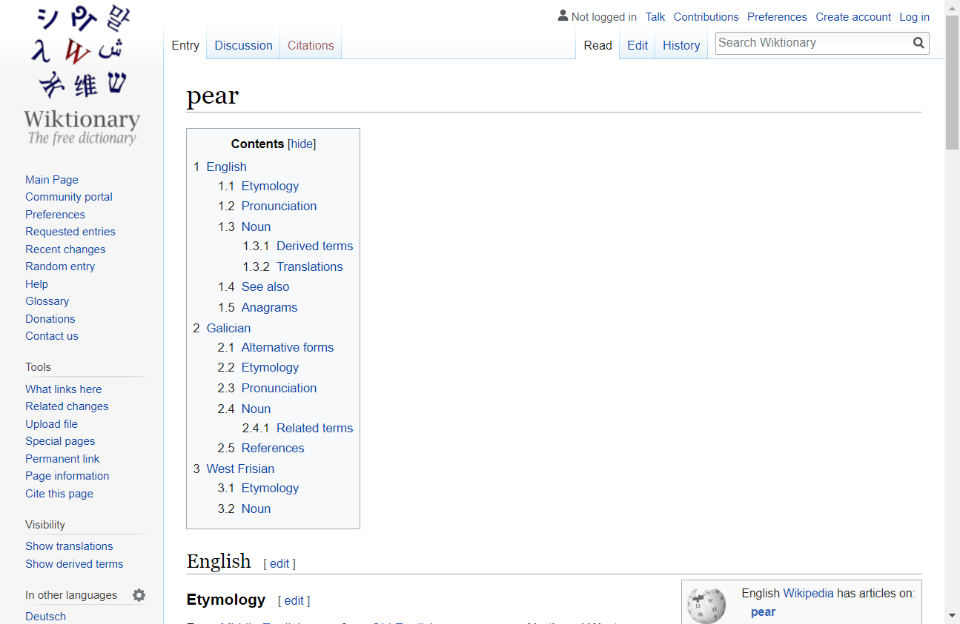 Wiktionary
The free dictionary
Main Page
Community portal
Preferences
Requested entries
Recent changes
Random entry
Help
Glossary
Donations
Contact us
Tools
What links here
Related changes
Upload file
Special pages
Permanent link
Page information
Cite this page
Visibility
Show translations
Show derived terms
In other languages
Deutsch
Not logged in Talk Contributions Preferences Create account Log in
Entry Discussion Citations Read Edit History Search Wiktionary
pear
Contents [hide]
1 English
1.1 Etymology
1.2 Pronunciation
1.3 Noun
1.3.1 Derived terms
1.3.2 Translations
1.4 See also
1.5 Anagrams
2 Galician
2.1 Alternative forms
2.2 Etymology
2.3 Pronunciation
2.4 Noun
2.4.1 Related terms
2.5 References
3 West Frisian
3.1 Etymology
3.2 Noun
English [ edit ]
Etymology [ edit ]
English Wikipedia has articles on:
pear